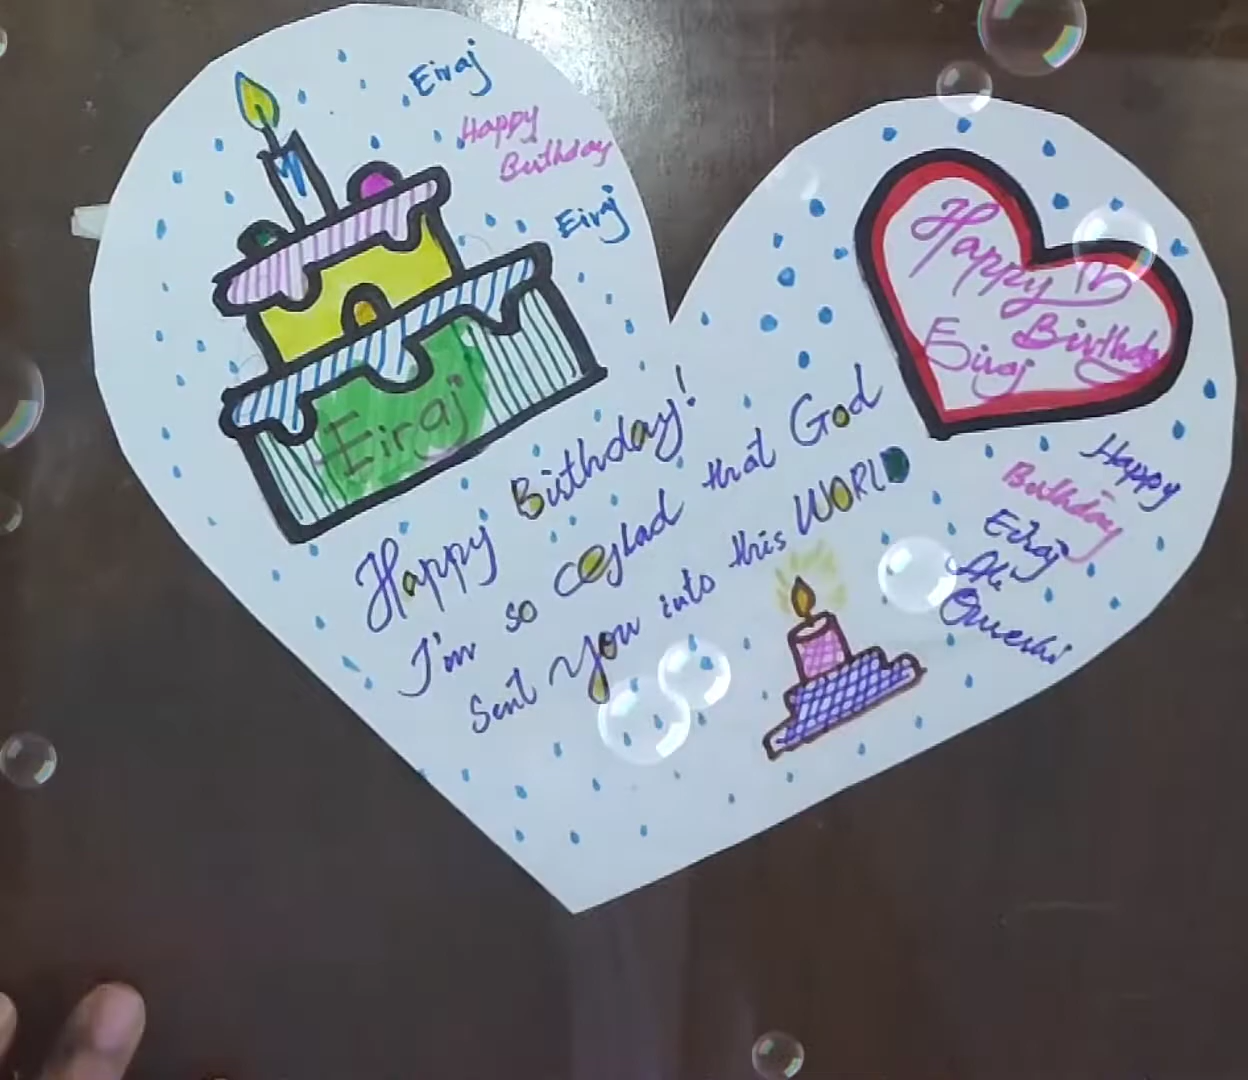 Eiraj
Happy
Birthday
Eiraj
Eiraj
Happy
Birthday
Eiraj
Happy Birthday!
I'm so glad that God
Sent you into this WORLD
Happy
Birthday
Eiraj